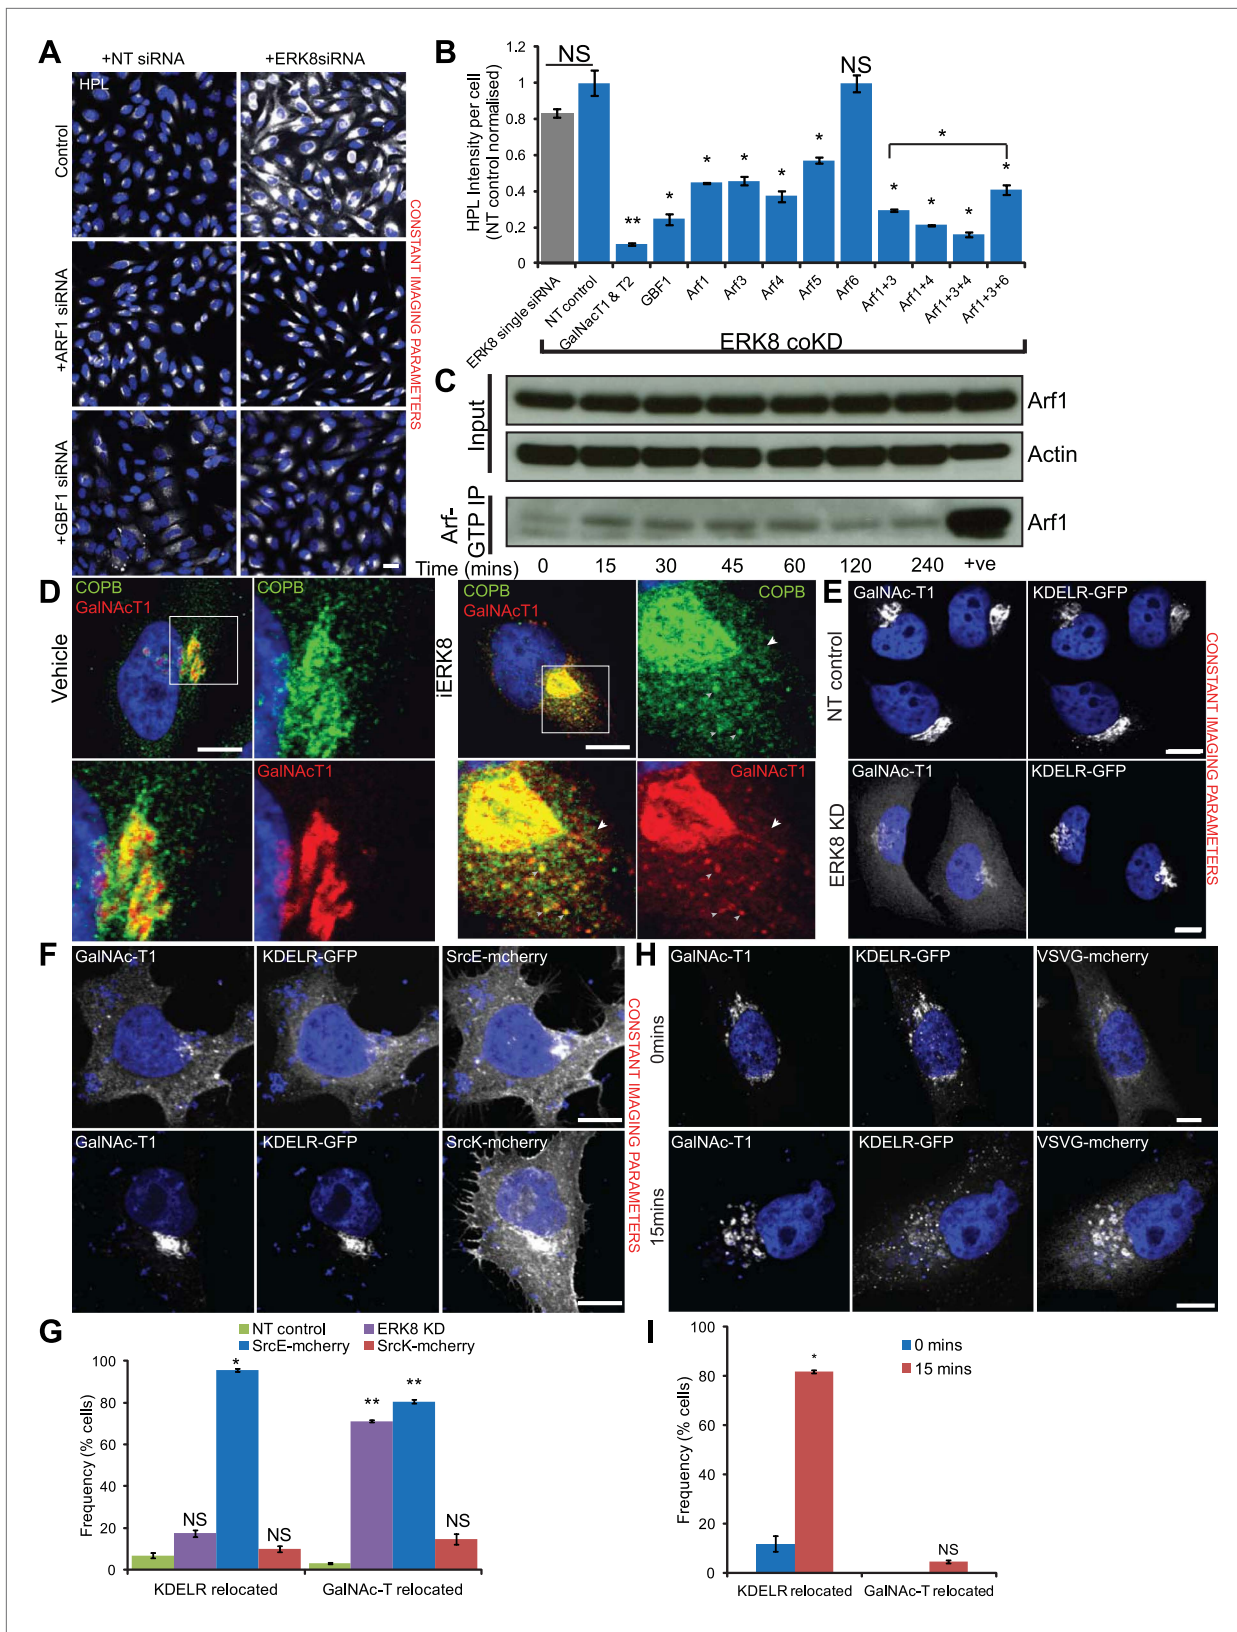 A
+NT siRNA
+ERK8siRNA
HPL
Control
+ARF1 siRNA
+GBF1 siRNA
CONSTANT IMAGING PARAMETERS
B
HPL Intensity per cell
(NT control normalised)
1.2
1
0.8
0.6
0.4
0.2
0
NS
**
*
*
*
*
*
NS
*
*
*
*
*
ERK8 single siRNA
NT control
GalNacT1 & T2
GBF1
Arf1
Arf3
Arf4
Arf5
Arf6
Arf1+3
Arf1+4
Arf1+3+4
Arf1+3+6
ERK8 coKD
C
Input
Arf1
Actin
Arf-
GTP IP
Arf1
Time (mins)
0 15 30 45 60 120 240 +ve
D
Vehicle
COPB
GalNAcT1
GalNAcT1
iERK8
COPB
GalNAcT1
COPB
GalNAcT1
E
NT control
GalNAc-T1
KDELR-GFP
ERK8 KD
GalNAc-T1
KDELR-GFP
CONSTANT IMAGING PARAMETERS
F
GalNAc-T1
KDELR-GFP
SrcE-mcherry
GalNAc-T1
KDELR-GFP
SrcK-mcherry
CONSTANT IMAGING PARAMETERS
H
0mins
GalNAc-T1
KDELR-GFP
VSVG-mcherry
15mins
GalNAc-T1
KDELR-GFP
VSVG-mcherry
G
NT control
ERK8 KD
SrcE-mcherry
SrcK-mcherry
Frequency (% cells)
100
80
60
40
20
0
NS
*
NS
**
**
NS
KDELR relocated
GalNAc-T relocated
I
0 mins
15 mins
Frequency (% cells)
100
80
60
40
20
0
*
NS
KDELR relocated
GalNAc-T relocated